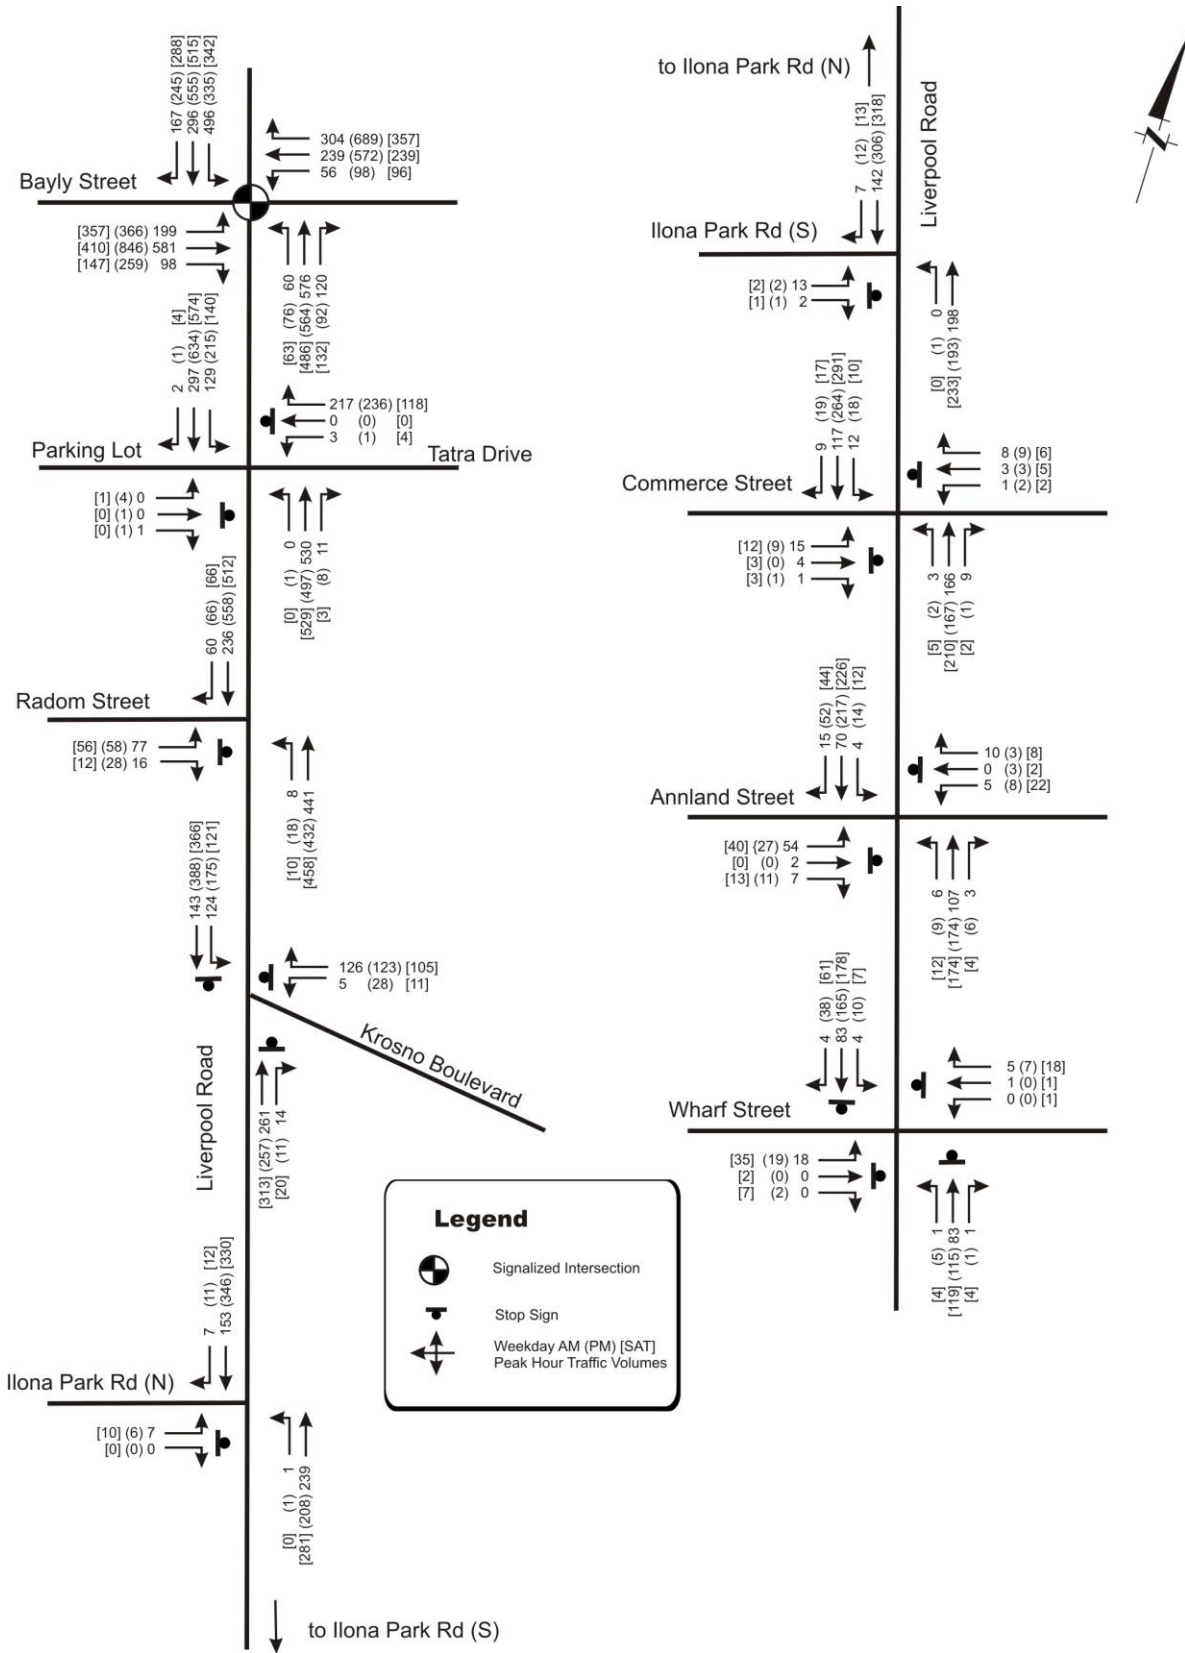 167 (245) [288]
296 (555) [515]
496 (335) [342]
304 (689) [357]
239 (572) [239]
56 (98) [96]
Bayly Street
[357] (366) 199
[410] (846) 581
[147] (259) 98
[63] (76) 60
[486] (564) 576
[132] (92) 120
2 (1) [4]
297 (634) [574]
129 (215) [140]
217 (236) [118]
0 (0) [0]
3 (1) [4]
Parking Lot
Tatra Drive
[1] (4) 0
[0] (1) 0
[0] (1) 1
[0] (1) 0
[529] (497) 530
[3] (8) 11
60 (66) [66]
236 (558) [512]
Radom Street
[56] (58) 77
[12] (28) 16
[10] (18) 8
[458] (432) 441
143 (388) [366]
124 (175) [121]
126 (123) [105]
5 (28) [11]
Krosno Boulevard
Liverpool Road
[313] (257) 261
[20] (11) 14
7 (11) [12]
153 (346) [330]
Ilona Park Rd (N)
[10] (6) 7
[0] (0) 0
[0] (1) 1
[281] (208) 239
to Ilona Park Rd (S)
Legend
Signalized Intersection
Stop Sign
Weekday AM (PM) [SAT]
Peak Hour Traffic Volumes
to Ilona Park Rd (N)
Liverpool Road
N
7 (12) [13]
142 (306) [318]
Ilona Park Rd (S)
[2] (2) 13
[1] (1) 2
[0] (1) 0
[233] (193) 198
9 (19) [17]
117 (264) [291]
12 (18) [10]
8 (9) [6]
3 (3) [5]
1 (2) [2]
Commerce Street
[12] (9) 15
[3] (0) 4
[3] (1) 1
[5] (2) 3
[210] (167) 166
[2] (1) 9
15 (52) [44]
70 (217) [226]
4 (14) [12]
10 (3) [8]
0 (3) [2]
5 (8) [22]
Annland Street
[40] (27) 54
[0] (0) 2
[13] (11) 7
[12] (9) 6
[174] (174) 107
[4] (6) 3
4 (38) [61]
83 (165) [178]
4 (10) [7]
5 (7) [18]
1 (0) [1]
0 (0) [1]
Wharf Street
[35] (19) 18
[2] (0) 0
[7] (2) 0
[4] (5) 1
[119] (115) 83
[4] (1) 1